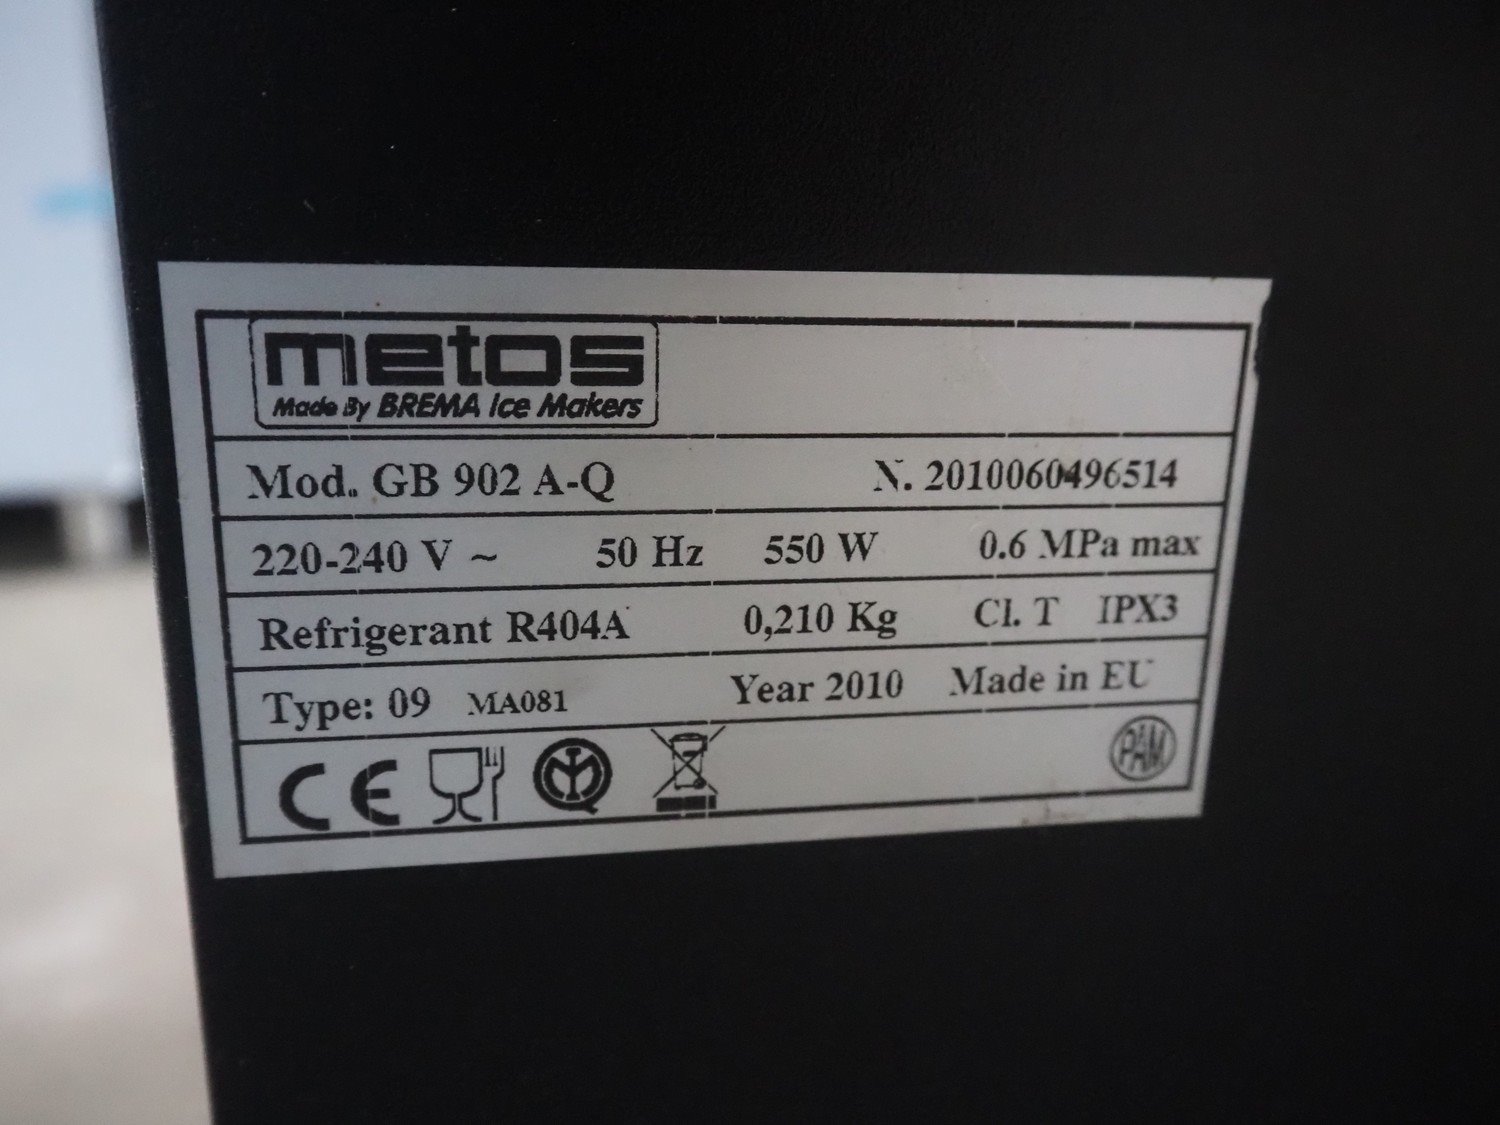 metos
Made By BREMA Ice Makers
Mod. GB 902 A-Q N. 2010060496514
220-240 V ~ 50 Hz 550 W 0.6 MPa max
Refrigerant R404A 0,210 Kg Cl. T IPX3
Type: 09 MA081 Year 2010 Made in EU
CE PAM